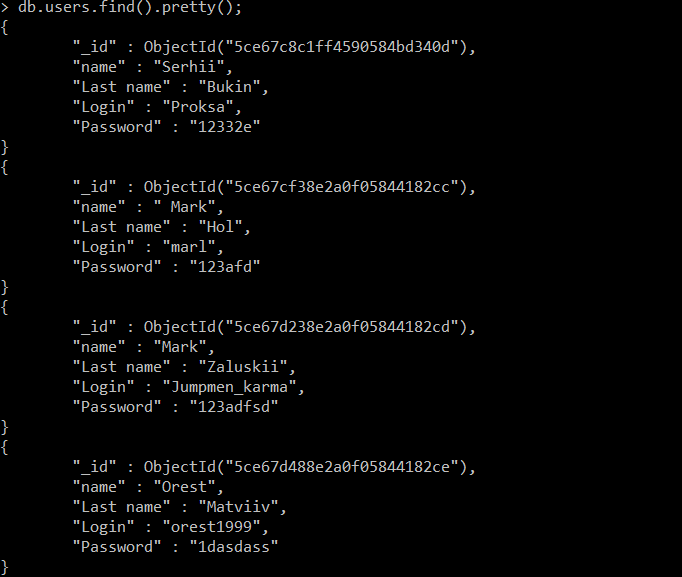 > db.users.find().pretty();
{
        "_id" : ObjectId("5ce67c8c1ff4590584bd340d"),
        "name" : "Serhii",
        "Last name" : "Bukin",
        "Login" : "Proksa",
        "Password" : "12332e"
}
{
        "_id" : ObjectId("5ce67cf38e2a0f05844182cc"),
        "name" : " Mark",
        "Last name" : "Hol",
        "Login" : "marl",
        "Password" : "123afd"
}
{
        "_id" : ObjectId("5ce67d238e2a0f05844182cd"),
        "name" : "Mark",
        "Last name" : "Zaluskii",
        "Login" : "Jumpmen_karma",
        "Password" : "123adfsd"
}
{
        "_id" : ObjectId("5ce67d488e2a0f05844182ce"),
        "name" : "Orest",
        "Last name" : "Matviiv",
        "Login" : "orest1999",
        "Password" : "1dasdass"
}